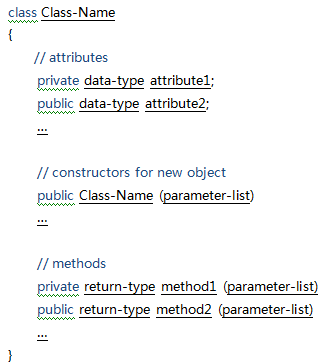 class Class-Name
{
// attributes
private data-type attribute1;
public data-type attribute2;
...
// constructors for new object
public Class-Name (parameter-list)
...
// methods
private return-type method1 (parameter-list)
public return-type method2 (parameter-list)
...
}